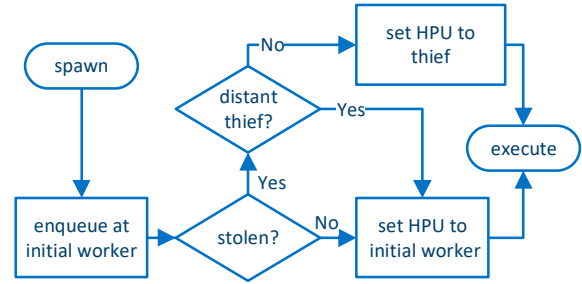 spawn
enqueue at
initial worker
stolen?
Yes
No
distant
thief?
No
Yes
set HPU to
thief
set HPU to
initial worker
execute